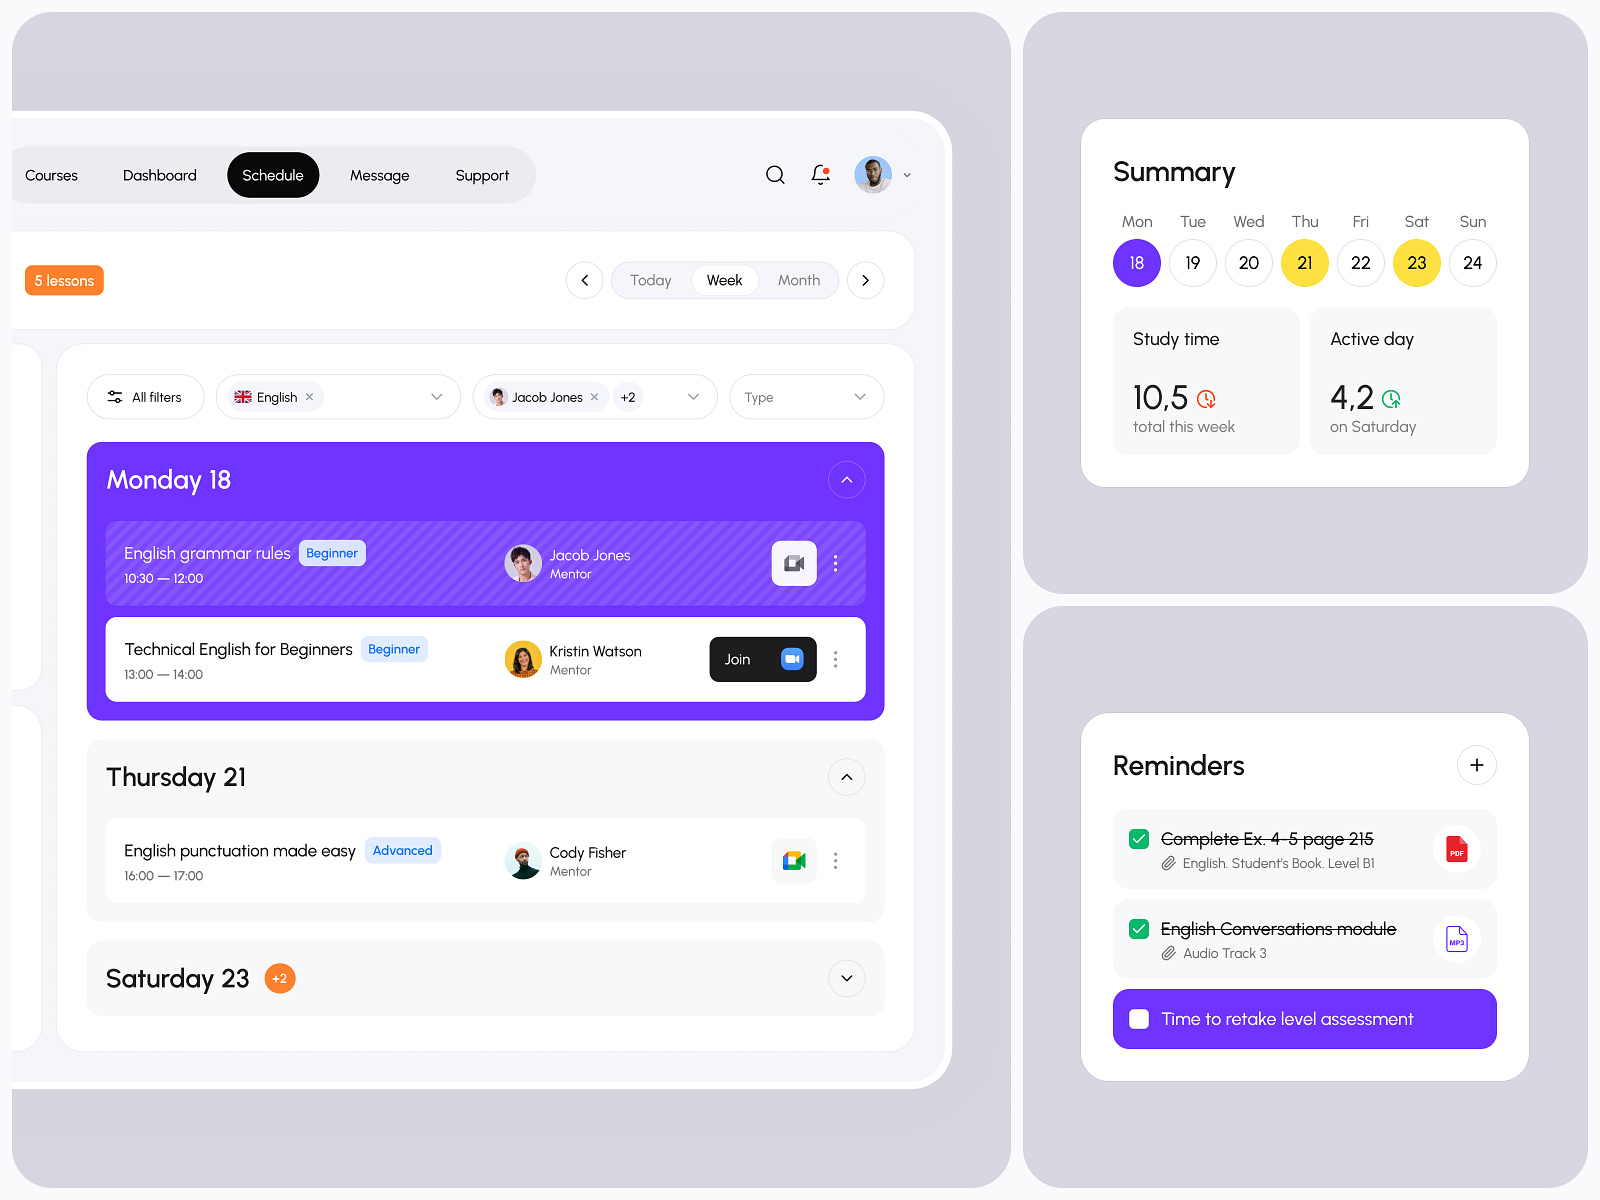 Courses
Dashboard
Schedule
Message
Support
5 lessons
Today
Week
Month
All filters
English
Jacob Jones
+2
Type
Monday 18
English grammar rules
Beginner
10:30 — 12:00
Jacob Jones
Mentor
Technical English for Beginners
Beginner
13:00 — 14:00
Kristin Watson
Mentor
Join
Thursday 21
English punctuation made easy
Advanced
16:00 — 17:00
Cody Fisher
Mentor
Saturday 23
+2
Summary
Mon Tue Wed Thu Fri Sat Sun
18 19 20 21 22 23 24
Study time
10,5
total this week
Active day
4,2
on Saturday
Reminders
Complete Ex. 4-5 page 215
English. Student's Book. Level B1
PDF
English Conversations module
Audio Track 3
MP3
Time to retake level assessment